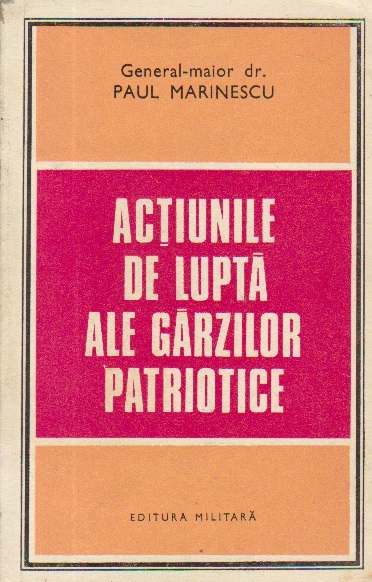 General-maior dr.
PAUL MARINESCU
ACȚIUNILE
DE LUPTĂ
ALE GĂRZILOR
PATRIOTICE
EDITURA MILITARĂ